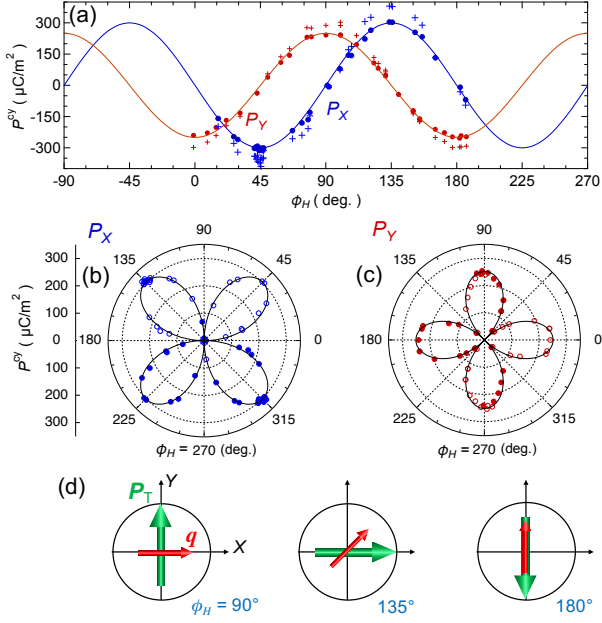 (a)
P^cy (μC/m²)
300
150
0
-150
-300
P_Y
P_X
-90
-45
0
45
90
135
180
225
270
ϕ_H ( deg.)
P_X
(b)
P^cy (μC/m²)
300
200
100
0
100
200
300
90
135
45
180
0
225
315
ϕ_H = 270 (deg.)
P_Y
(c)
90
135
45
180
0
225
315
ϕ_H = 270 (deg.)
(d)
P_T
Y
q
X
ϕ_H = 90°
135°
180°